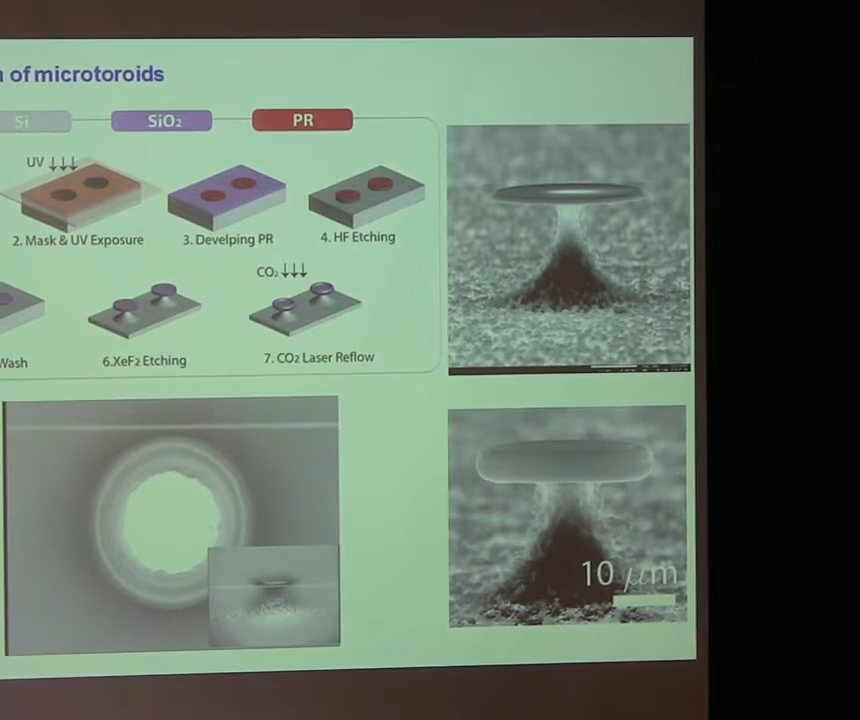 of microtoroids
Si
SiO₂
PR
UV ↓↓↓
2. Mask & UV Exposure
3. Develping PR
4. HF Etching
CO₂ ↓↓↓
Wash
6.XeF₂ Etching
7. CO₂ Laser Reflow
10 μm